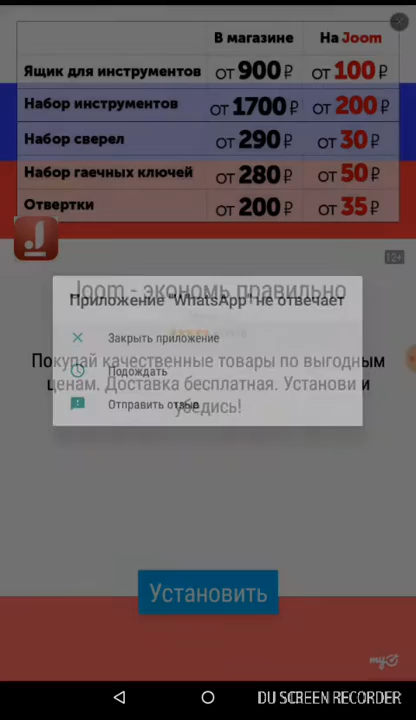 В магазине На Joom
Ящик для инструментов от 900 ₽ от 100 ₽
Набор инструментов от 1700 ₽ от 200 ₽
Набор сверел от 290 ₽ от 30 ₽
Набор гаечных ключей от 280 ₽ от 50 ₽
Отвертки от 200 ₽ от 35 ₽
J
12+
Joom - экономь правильно
Приложение "WhatsApp" не отвечает
Закрыть приложение
Покупай качественные товары по выгодным
Подождать
ценам. Доставка бесплатная. Установи и
Отправить отзыв
убедись!
Установить
my
DU SCREEN RECORDER